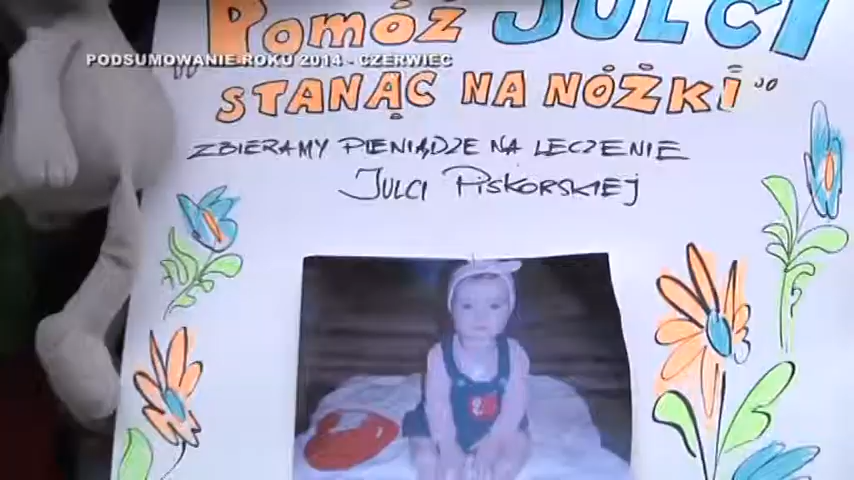 "Pomóż JULCI
PODSUMOWANIE ROKU 2014 - CZERWIEC
STANĄĆ NA NÓŻKI"
ZBIERAMY PIENIĄDZE NA LECZENIE
JULCI PISKORSKIEJ